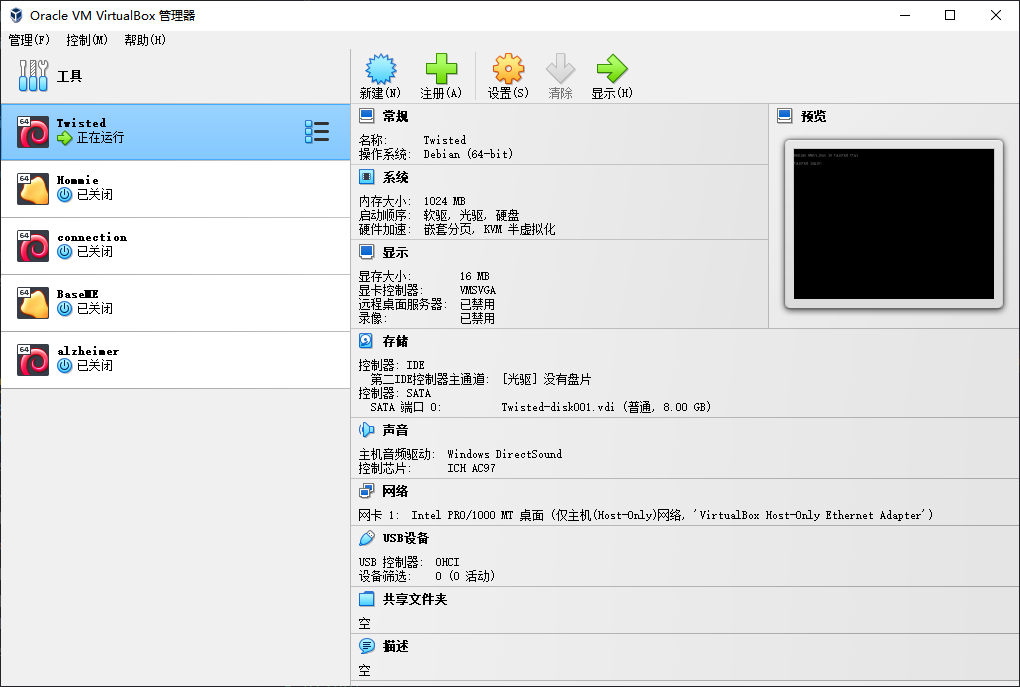 Oracle VM VirtualBox 管理器
管理(F) 控制(M) 帮助(H)
工具
新建(N) 注册(A) 设置(S) 清除 显示(H)
64
Twisted
正在运行
64
Hommie
已关闭
64
connection
已关闭
64
BaseME
已关闭
64
alzheimer
已关闭
常规
名称: Twisted
操作系统: Debian (64-bit)
系统
内存大小: 1024 MB
启动顺序: 软驱, 光驱, 硬盘
硬件加速: 嵌套分页, KVM 半虚拟化
显示
显存大小: 16 MB
显卡控制器: VMSVGA
远程桌面服务器: 已禁用
录像: 已禁用
预览
存储
控制器: IDE
第二IDE控制器主通道: [光驱] 没有盘片
控制器: SATA
SATA 端口 0: Twisted-disk001.vdi (普通, 8.00 GB)
声音
主机音频驱动: Windows DirectSound
控制芯片: ICH AC97
网络
网卡 1: Intel PRO/1000 MT 桌面 (仅主机(Host-Only)网络, 'VirtualBox Host-Only Ethernet Adapter')
USB设备
USB 控制器: OHCI
设备筛选: 0 (0 活动)
共享文件夹
空
描述
空